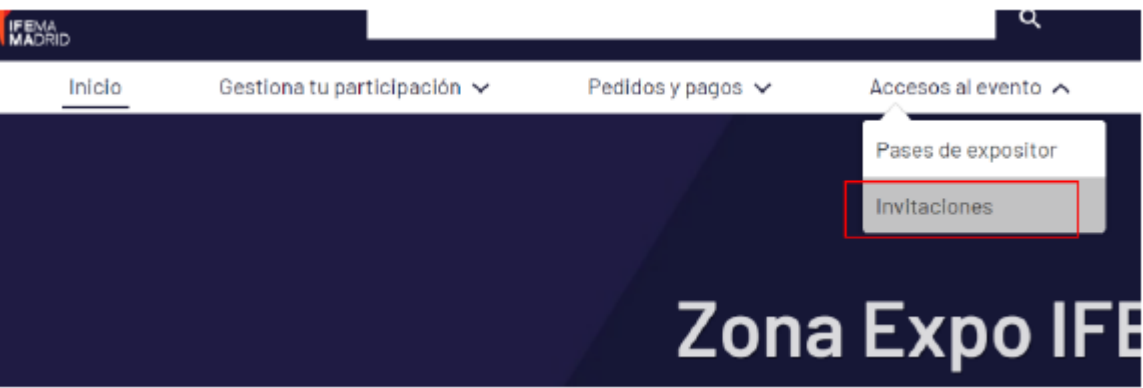 IFEMA
MADRID
Inicio Gestiona tu participación Pedidos y pagos Accesos al evento
Pases de expositor
Invitaciones
Zona Expo IFE